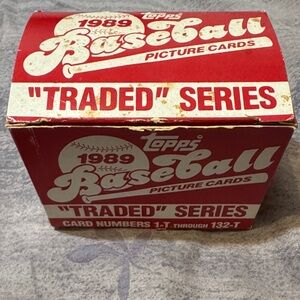 Topps
1989
Baseball
PICTURE CARDS
"TRADED" SERIES
Topps
1989
Baseball
PICTURE CARDS
"TRADED" SERIES
CARD NUMBERS 1-T THROUGH 132-T